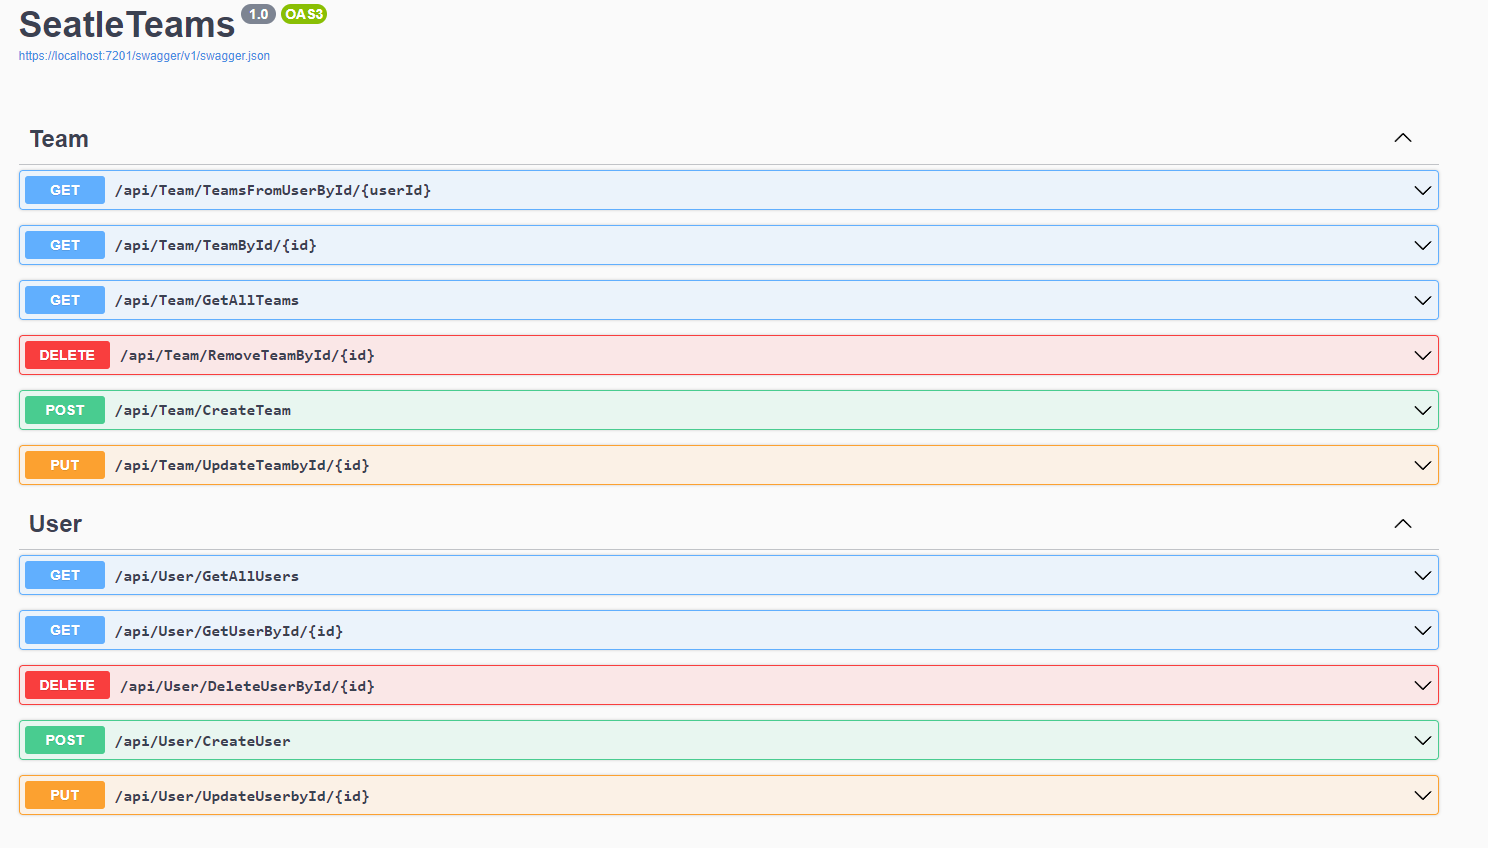 SeatleTeams 1.0 OAS3
https://localhost:7201/swagger/v1/swagger.json
Team
GET /api/Team/TeamsFromUserById/{userId}
GET /api/Team/TeamById/{id}
GET /api/Team/GetAllTeams
DELETE /api/Team/RemoveTeamById/{id}
POST /api/Team/CreateTeam
PUT /api/Team/UpdateTeambyId/{id}
User
GET /api/User/GetAllUsers
GET /api/User/GetUserById/{id}
DELETE /api/User/DeleteUserById/{id}
POST /api/User/CreateUser
PUT /api/User/UpdateUserbyId/{id}